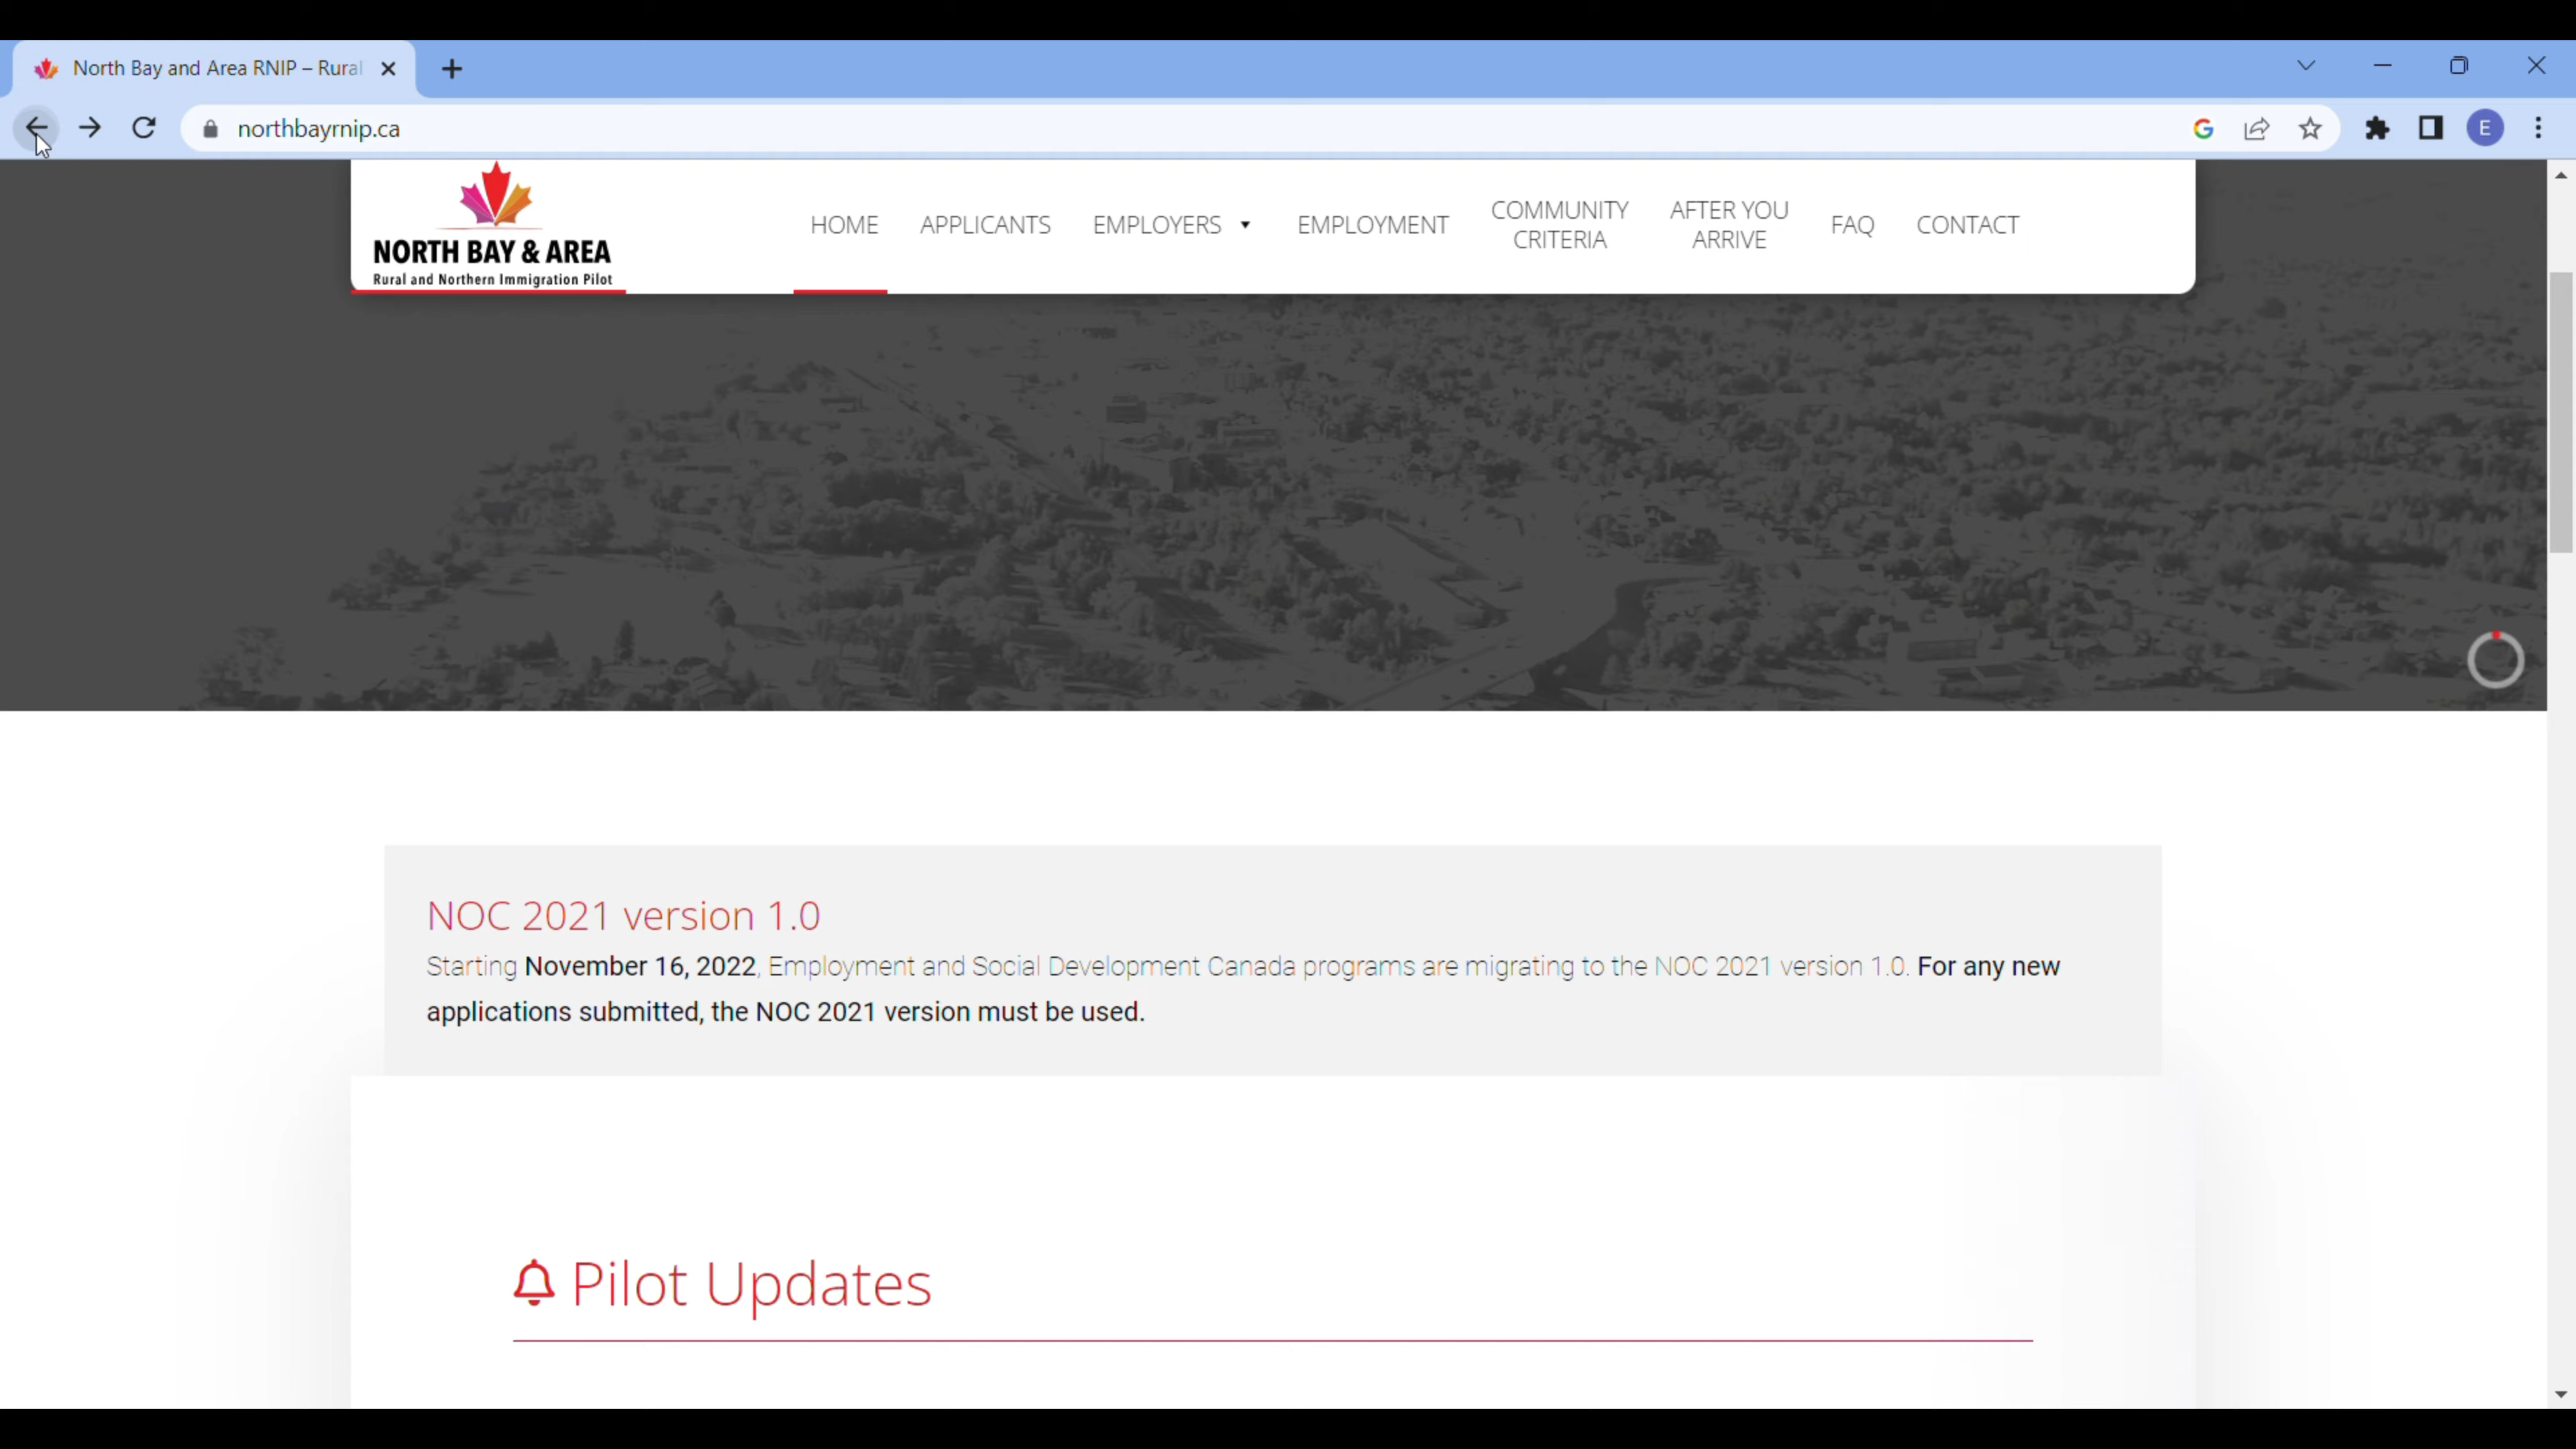 North Bay and Area RNIP – Rural
northbayrnip.ca
E
NORTH BAY & AREA
Rural and Northern Immigration Pilot
HOME APPLICANTS EMPLOYERS EMPLOYMENT COMMUNITY CRITERIA AFTER YOU ARRIVE FAQ CONTACT
NOC 2021 version 1.0
Starting November 16, 2022, Employment and Social Development Canada programs are migrating to the NOC 2021 version 1.0. For any new
applications submitted, the NOC 2021 version must be used.
Pilot Updates